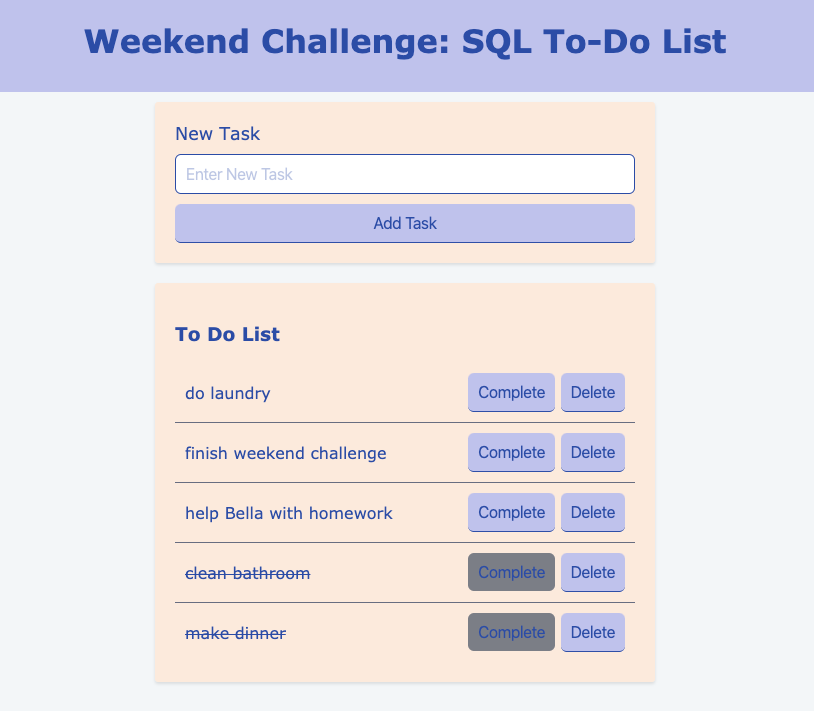 Weekend Challenge: SQL To-Do List
New Task
Enter New Task
Add Task
To Do List
do laundry Complete Delete
finish weekend challenge Complete Delete
help Bella with homework Complete Delete
clean bathroom Complete Delete
make dinner Complete Delete